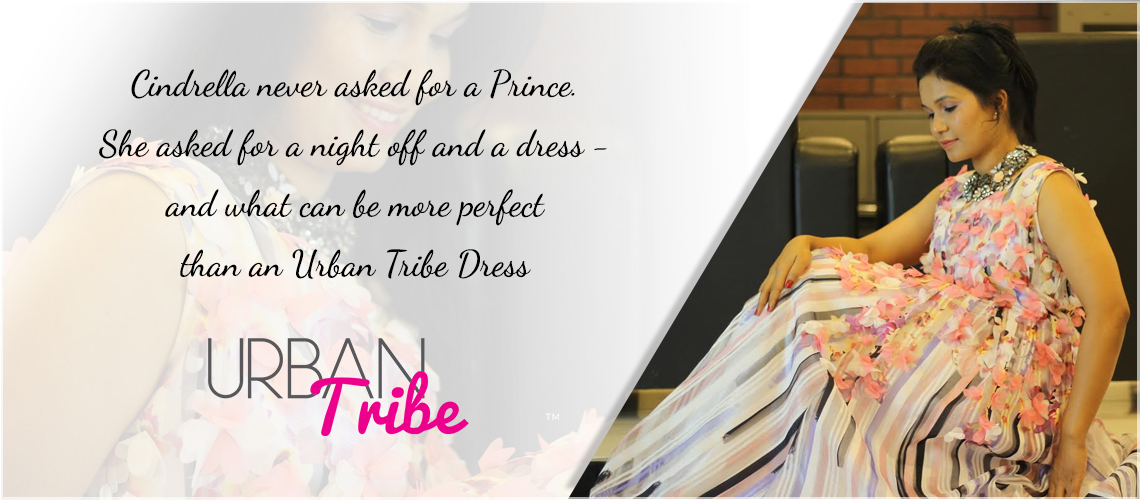 Cindrella never asked for a Prince.
She asked for a night off and a dress -
and what can be more perfect
than an Urban Tribe Dress
URBAN
Tribe
TM